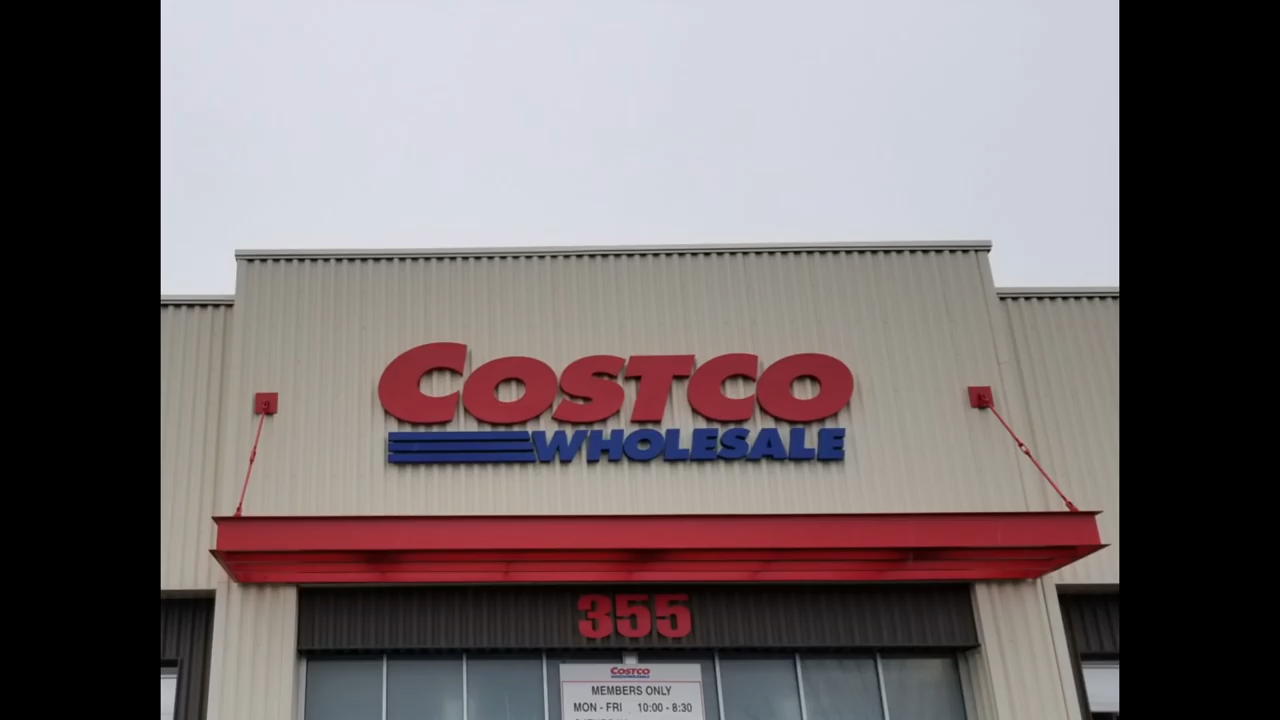 COSTCO
WHOLESALE
355
COSTCO
MEMBERS ONLY
MON - FRI 10:00 - 8:30